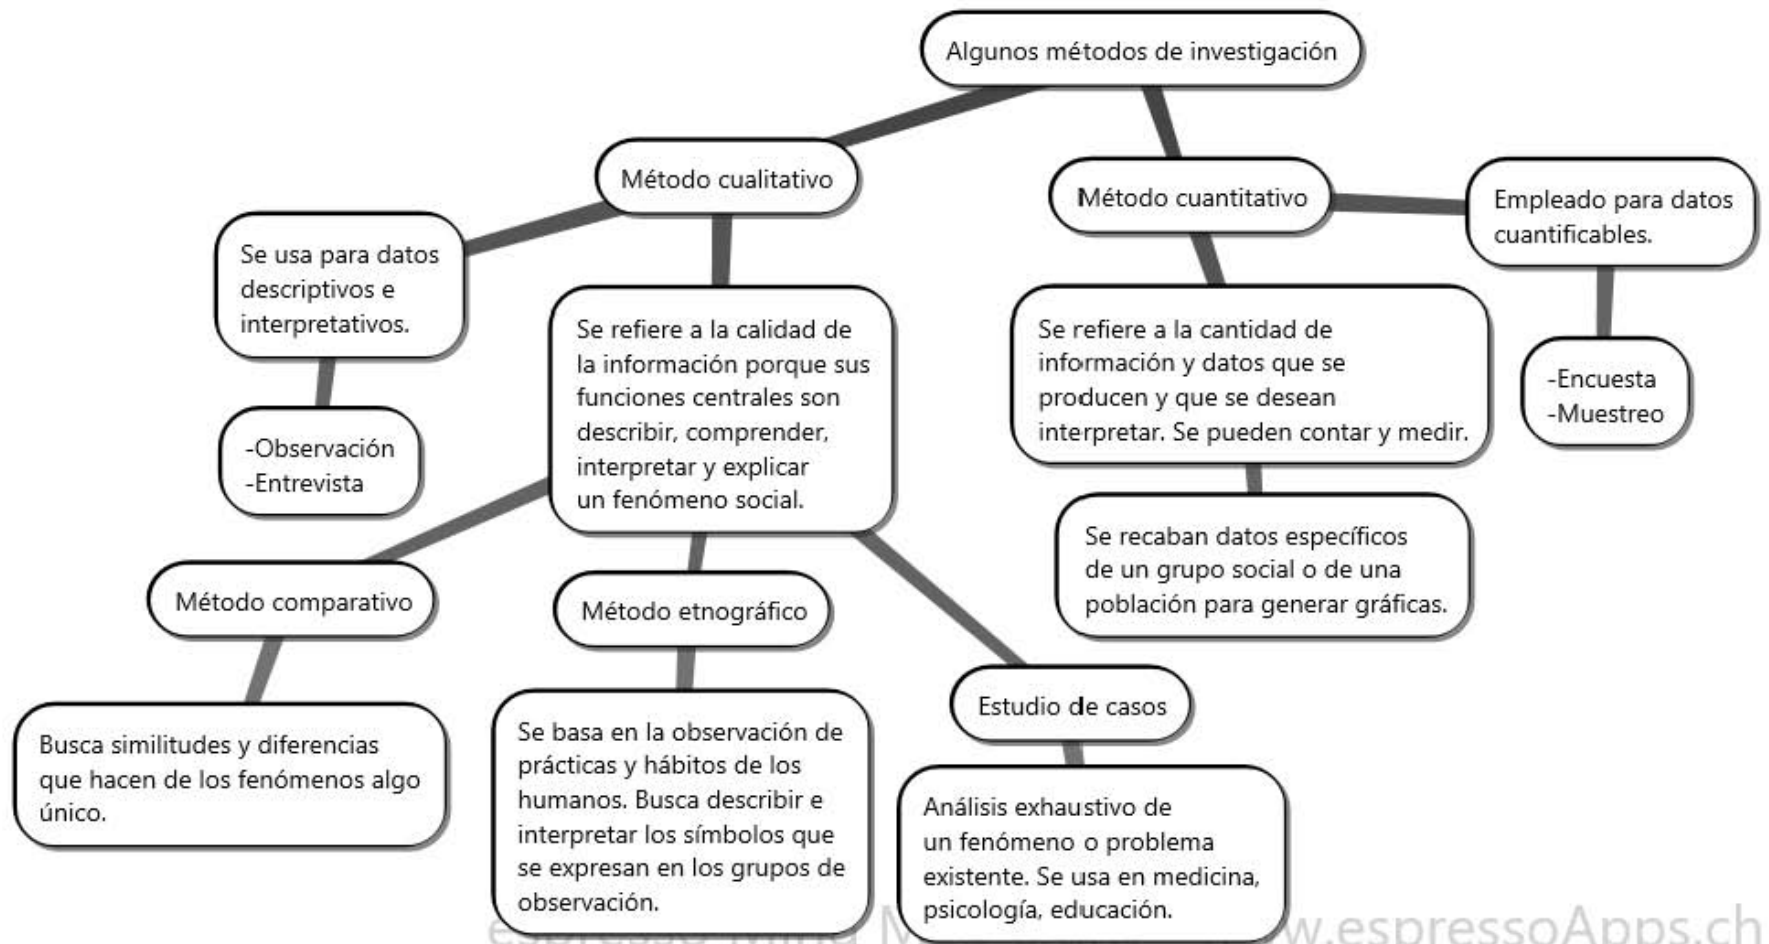 Algunos métodos de investigación
Método cualitativo
Método cuantitativo
Empleado para datos
cuantificables.
Se usa para datos
descriptivos e
interpretativos.
Se refiere a la calidad de
la información porque sus
funciones centrales son
describir, comprender,
interpretar y explicar
un fenómeno social.
Se refiere a la cantidad de
información y datos que se
producen y que se desean
interpretar. Se pueden contar y medir.
-Encuesta
-Muestreo
-Observación
-Entrevista
Se recaban datos específicos
de un grupo social o de una
población para generar gráficas.
Método comparativo
Método etnográfico
Estudio de casos
Busca similitudes y diferencias
que hacen de los fenómenos algo
único.
Se basa en la observación de
prácticas y hábitos de los
humanos. Busca describir e
interpretar los símbolos que
se expresan en los grupos de
observación.
Análisis exhaustivo de
un fenómeno o problema
existente. Se usa en medicina,
psicología, educación.
w.espressoApps.ch